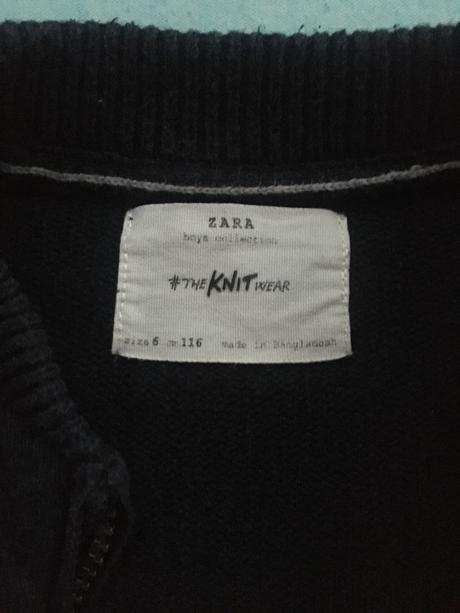 ZARA
boys collection
#THEKNITWEAR
size 6 cm 116 made in Bangladesh